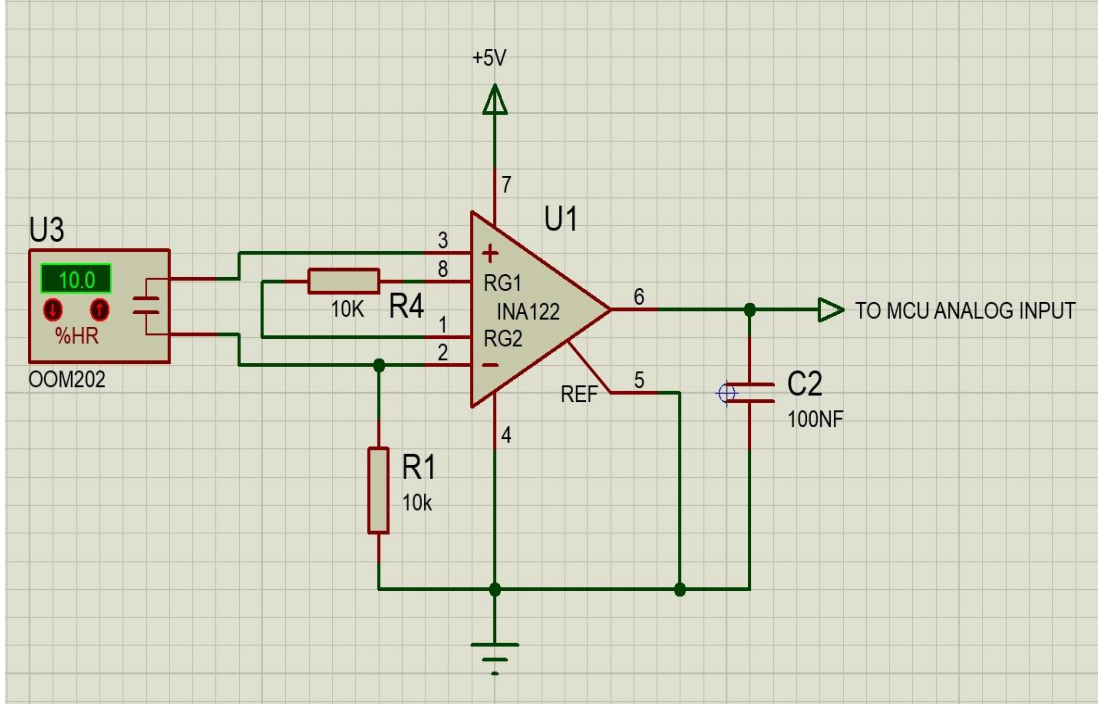 +5V
7
U1
U3
3
+
10.0
8
RG1
10K
R4
INA122
6
TO MCU ANALOG INPUT
%HR
1
RG2
2
−
OOM202
REF
5
C2
100NF
4
R1
10k